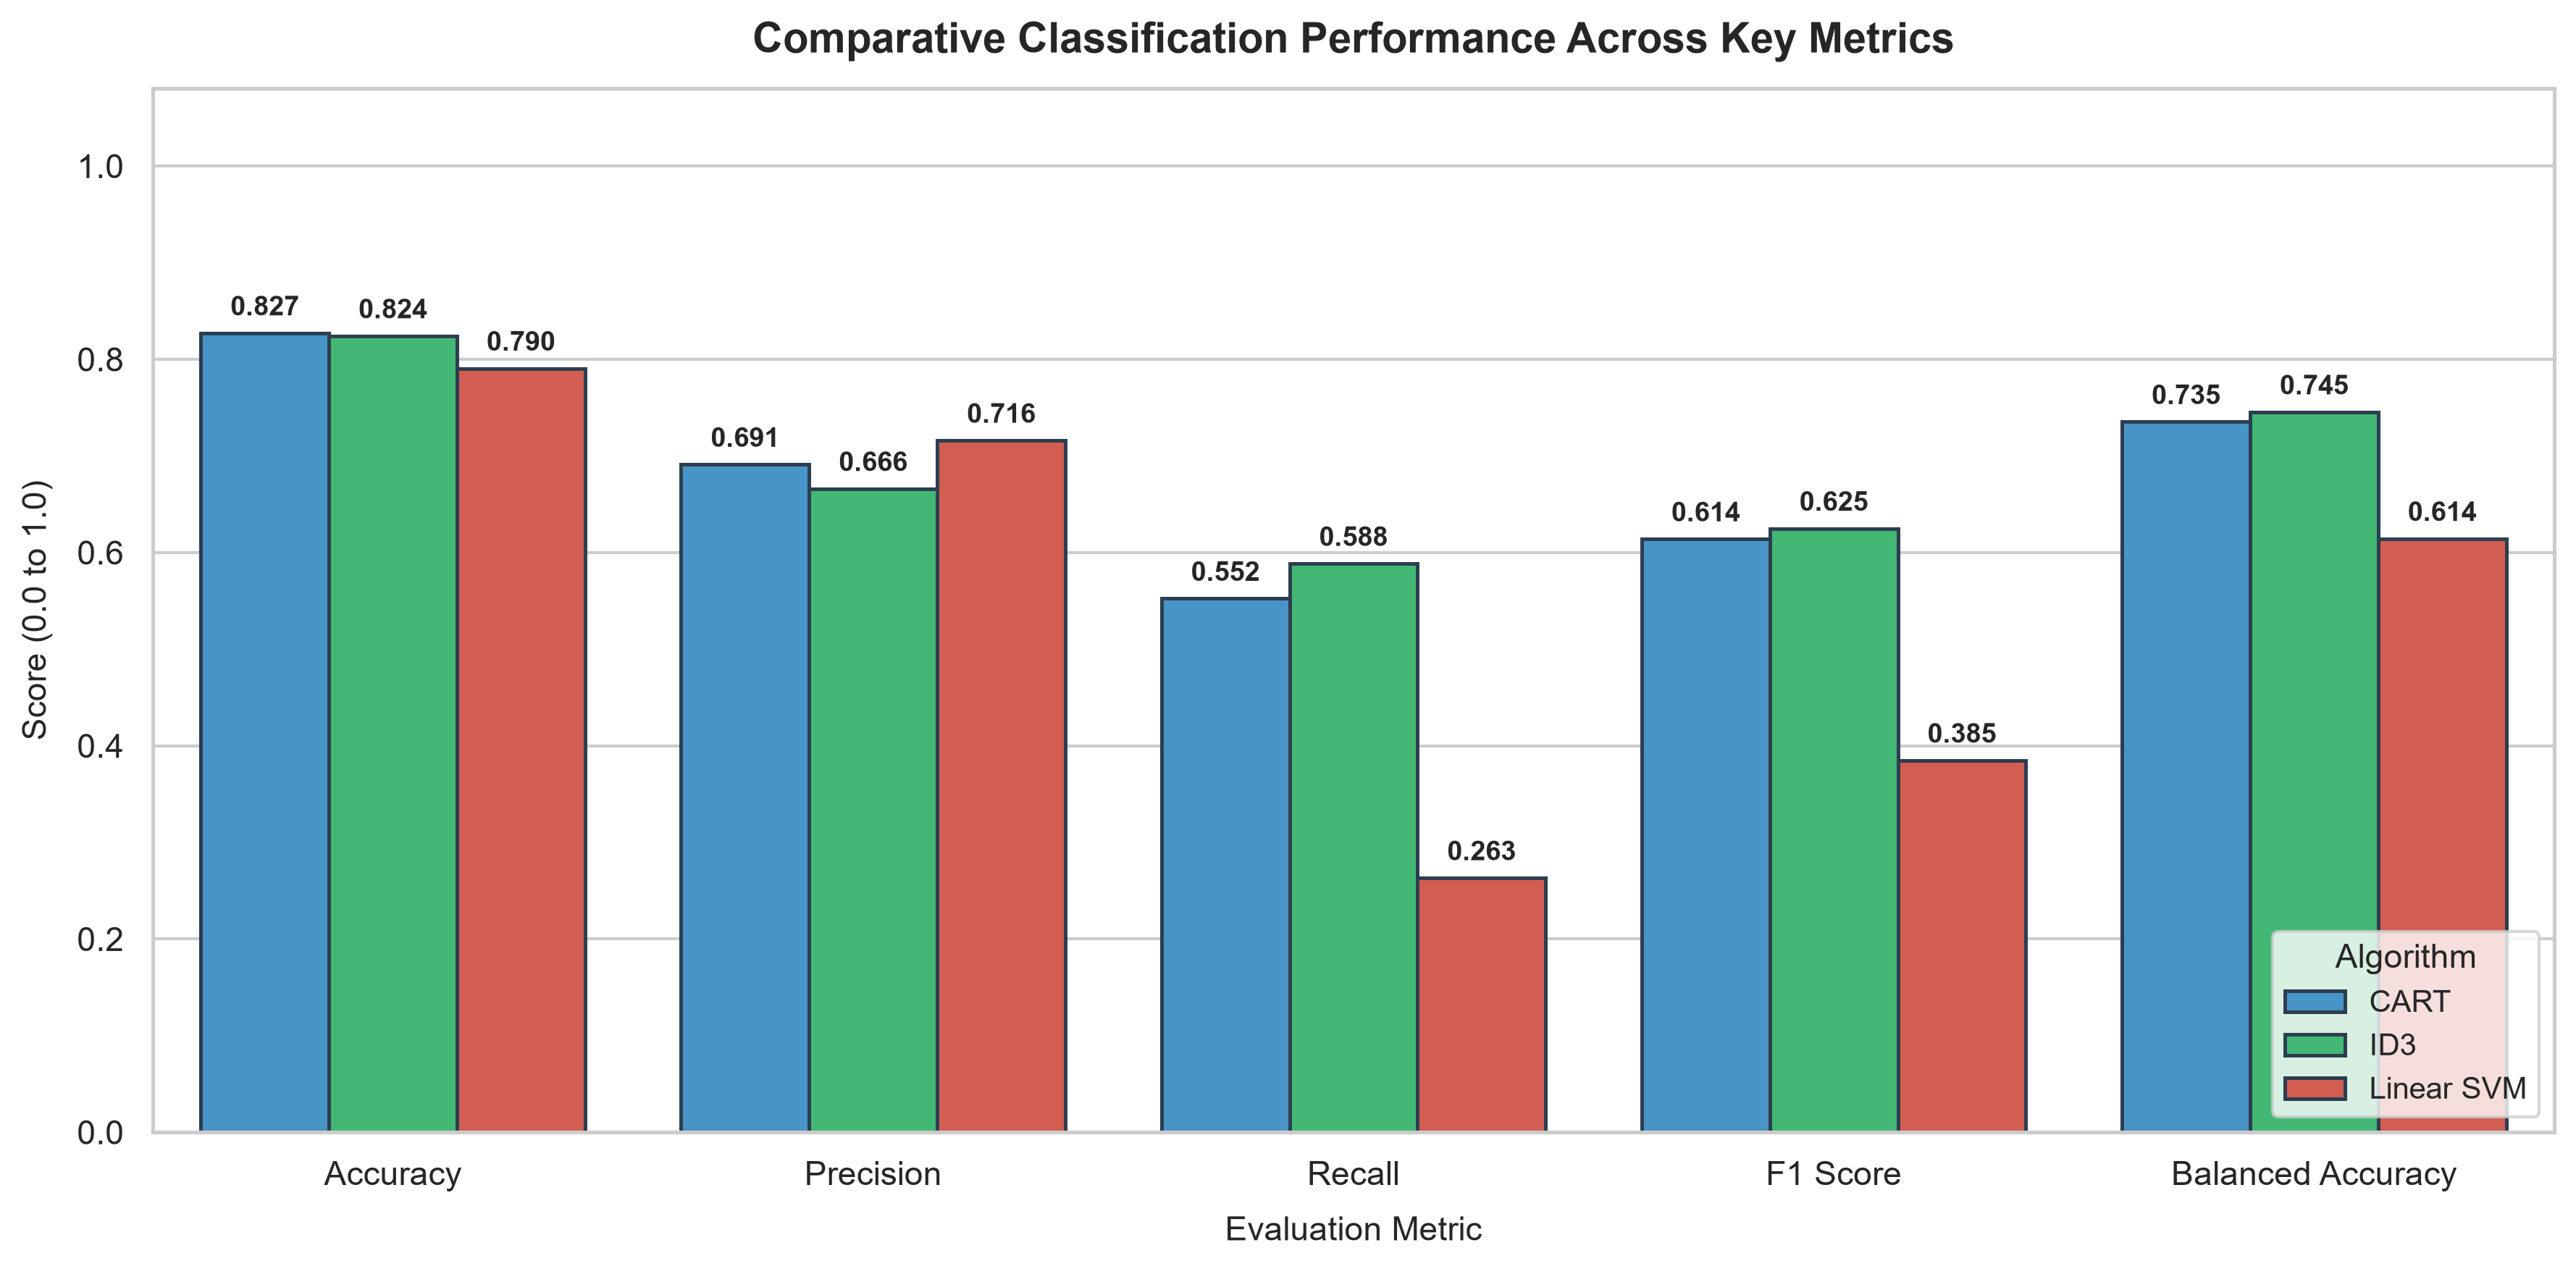 Comparative Classification Performance Across Key Metrics
Score (0.0 to 1.0)
1.0
0.8
0.6
0.4
0.2
0.0
0.827
0.824
0.790
0.691
0.666
0.716
0.552
0.588
0.263
0.614
0.625
0.385
0.735
0.745
0.614
Algorithm
CART
ID3
Linear SVM
Accuracy
Precision
Recall
F1 Score
Balanced Accuracy
Evaluation Metric